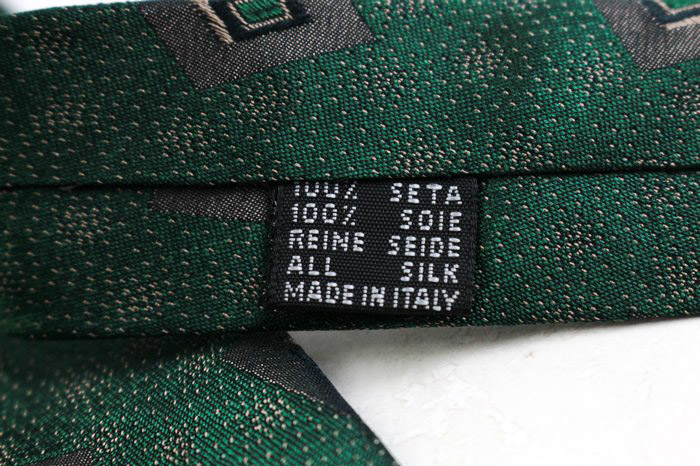 100% SETA
100% SOIE
REINE SEIDE
ALL SILK
MADE IN ITALY